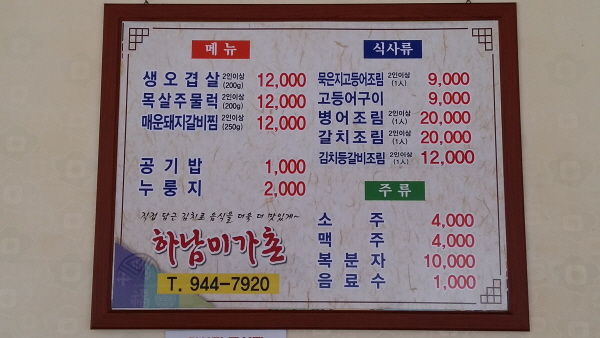 메뉴
생오겹살 2인이상 (200g) 12,000
목살주물럭 2인이상 (200g) 12,000
매운돼지갈비찜 2인이상 (250g) 12,000
공기밥 1,000
누룽지 2,000
직접 담근 김치로 음식을 더욱 더 맛있게~
하남미가촌
T. 944-7920
식사류
묵은지고등어조림 2인이상 (1人) 9,000
고등어구이 9,000
병어조림 2인이상 (1人) 20,000
갈치조림 2인이상 (1人) 20,000
김치등갈비조림 2인이상 (1人) 12,000
주류
소주 4,000
맥주 4,000
복분자 10,000
음료수 1,000